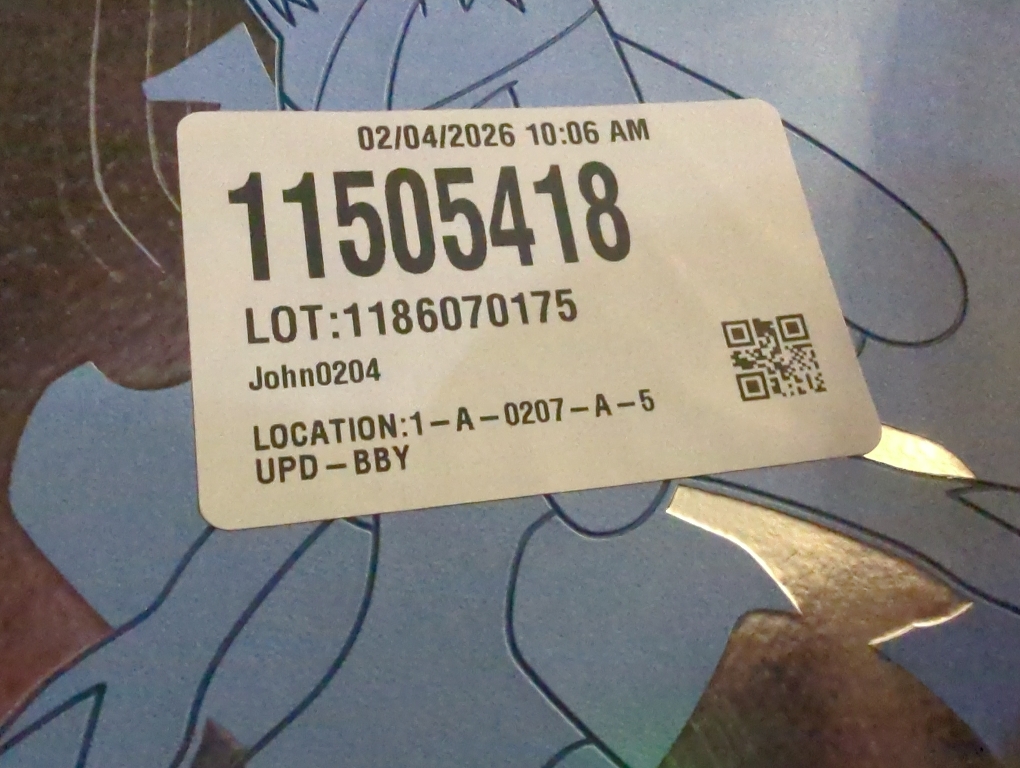 02/04/2026 10:06 AM
11505418
LOT:1186070175
John0204
LOCATION:1-A-0207-A-5
UPD-BBY